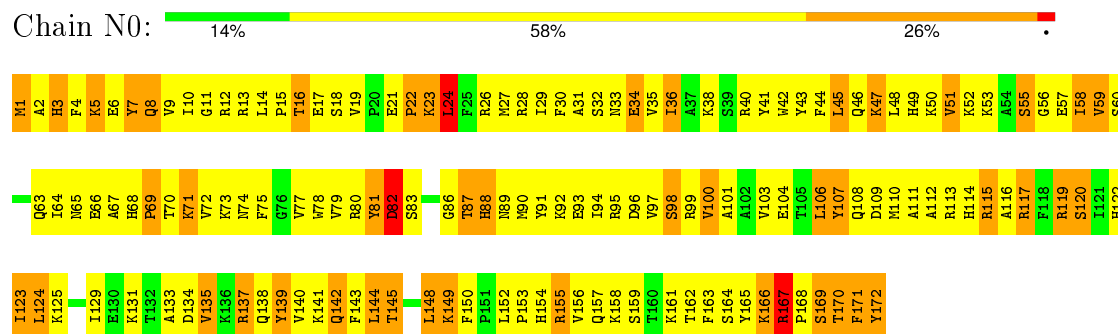 Chain N0:
14% 58% 26% •
M1 A2 H3 F4 K5 E6 Y7 Q8 V9 I10 G11 R12 R13 L14 P15 T16 E17 S18 V19 P20 E21 P22 K23 L24 F25 R26 M27 R28 I29 F30 A31 S32 N33 E34 V35 I36 A37 K38 S39 R40 Y41 W42 Y43 F44 L45 Q46 K47 L48 H49 K50 V51 K52 K53 A54 S55 G56 E57 I58 V59 S60
Q63 I64 N65 E66 A67 H68 P69 T70 K71 V72 K73 N74 F75 G76 V77 W78 V79 R80 Y81 D82 S83 G86 T87 H88 N89 M90 Y91 K92 E93 I94 R95 D96 V97 S98 R99 V100 A101 A102 V103 E104 T105 L106 Y107 Q108 D109 M110 A111 A112 R113 H114 R115 A116 R117 F118 R119 S120 I121 H122
I123 L124 K125 I129 E130 K131 T132 A133 D134 V135 K136 R137 Q138 Y139 V140 K141 Q142 F143 L144 T145 L148 K149 F150 P151 L152 P153 H154 R155 V156 Q157 K158 S159 T160 K161 T162 F163 S164 Y165 K166 R167 P168 S169 T170 F171 Y172